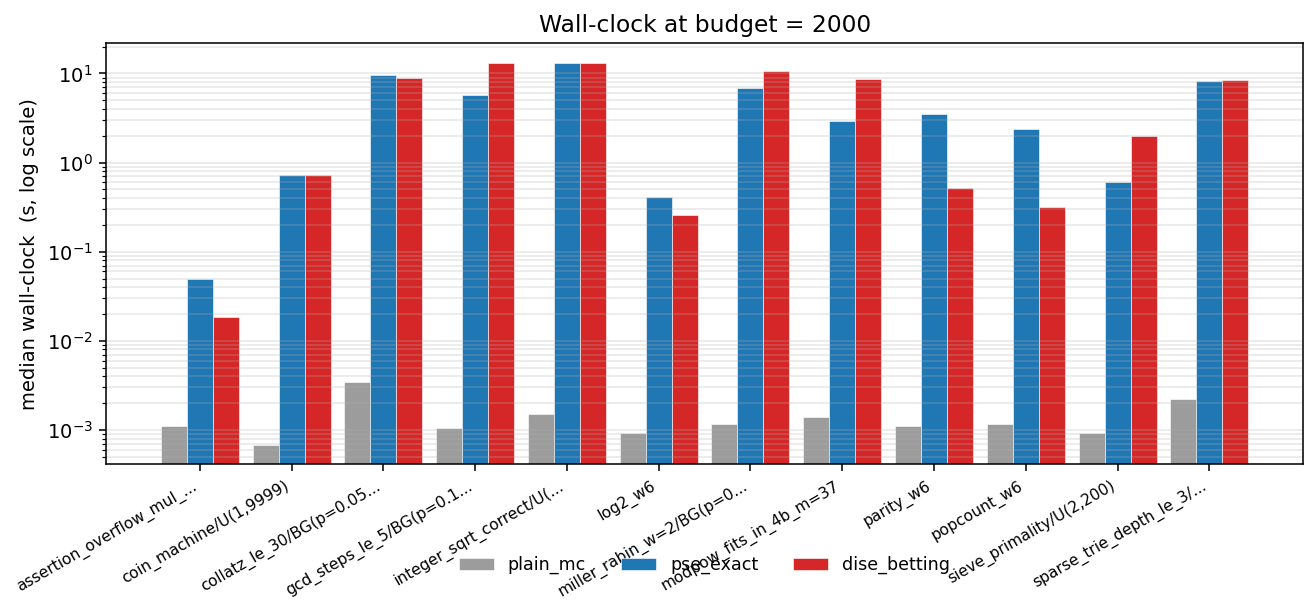 Wall-clock at budget = 2000
median wall-clock  (s, log scale)
10¹
10⁰
10⁻¹
10⁻²
10⁻³
assertion_overflow_mul_-...
coin_machine/U(1,9999)
collatz_le_30/BG(p=0.05...
gcd_steps_le_5/BG(p=0.1...
integer_sqrt_correct/U(...
log2_w6
miller_rabin_w=2/BG(p=0...
modpow_fits_in_4b_m=37
parity_w6
popcount_w6
sieve_primality/U(2,200)
sparse_trie_depth_le_3/...
plain_mc
pse_exact
dise_betting